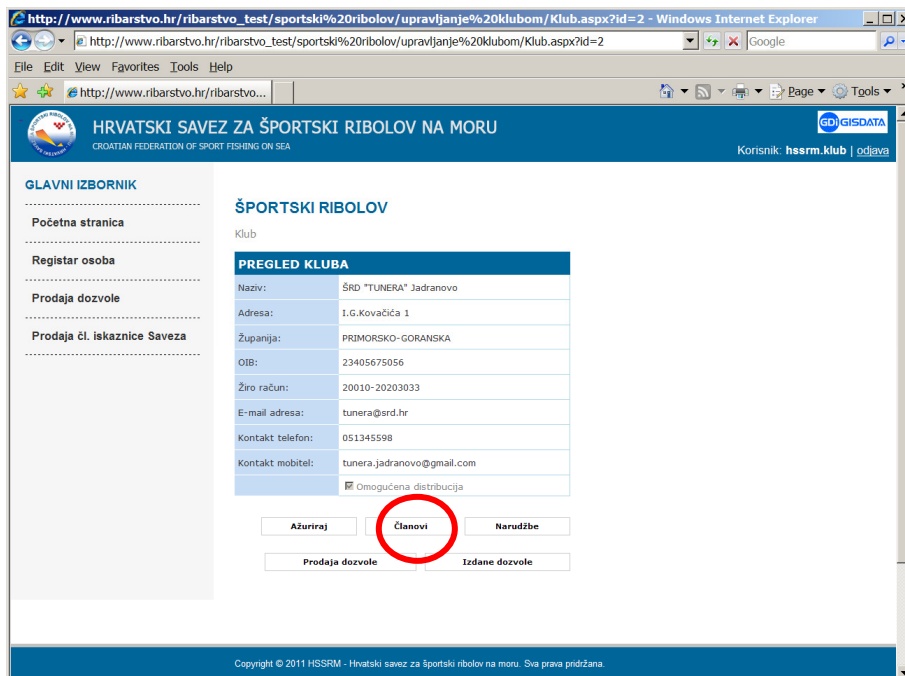 http://www.ribarstvo.hr/ribarstvo_test/sportski%20ribolov/upravljanje%20klubom/Klub.aspx?id=2 - Windows Internet Explorer
http://www.ribarstvo.hr/ribarstvo_test/sportski%20ribolov/upravljanje%20klubom/Klub.aspx?id=2 Google
File Edit View Favorites Tools Help
http://www.ribarstvo.hr/ribarstvo... Page Tools
HRVATSKI SAVEZ ZA ŠPORTSKI RIBOLOV NA MORU
CROATIAN FEDERATION OF SPORT FISHING ON SEA
GDi GISDATA
Korisnik: hssrm.klub | odjava
GLAVNI IZBORNIK
Početna stranica
Registar osoba
Prodaja dozvole
Prodaja čl. iskaznice Saveza
ŠPORTSKI RIBOLOV
Klub
PREGLED KLUBA
Naziv: ŠRD "TUNERA" Jadranovo
Adresa: I.G.Kovačića 1
Županija: PRIMORSKO-GORANSKA
OIB: 23405675056
Žiro račun: 20010-20203033
E-mail adresa: tunera@srd.hr
Kontakt telefon: 051345598
Kontakt mobitel: tunera.jadranovo@gmail.com
Omogućena distribucija
Ažuriraj Članovi Narudžbe
Prodaja dozvole Izdane dozvole
Copyright © 2011 HSSRM - Hrvatski savez za športski ribolov na moru. Sva prava pridržana.